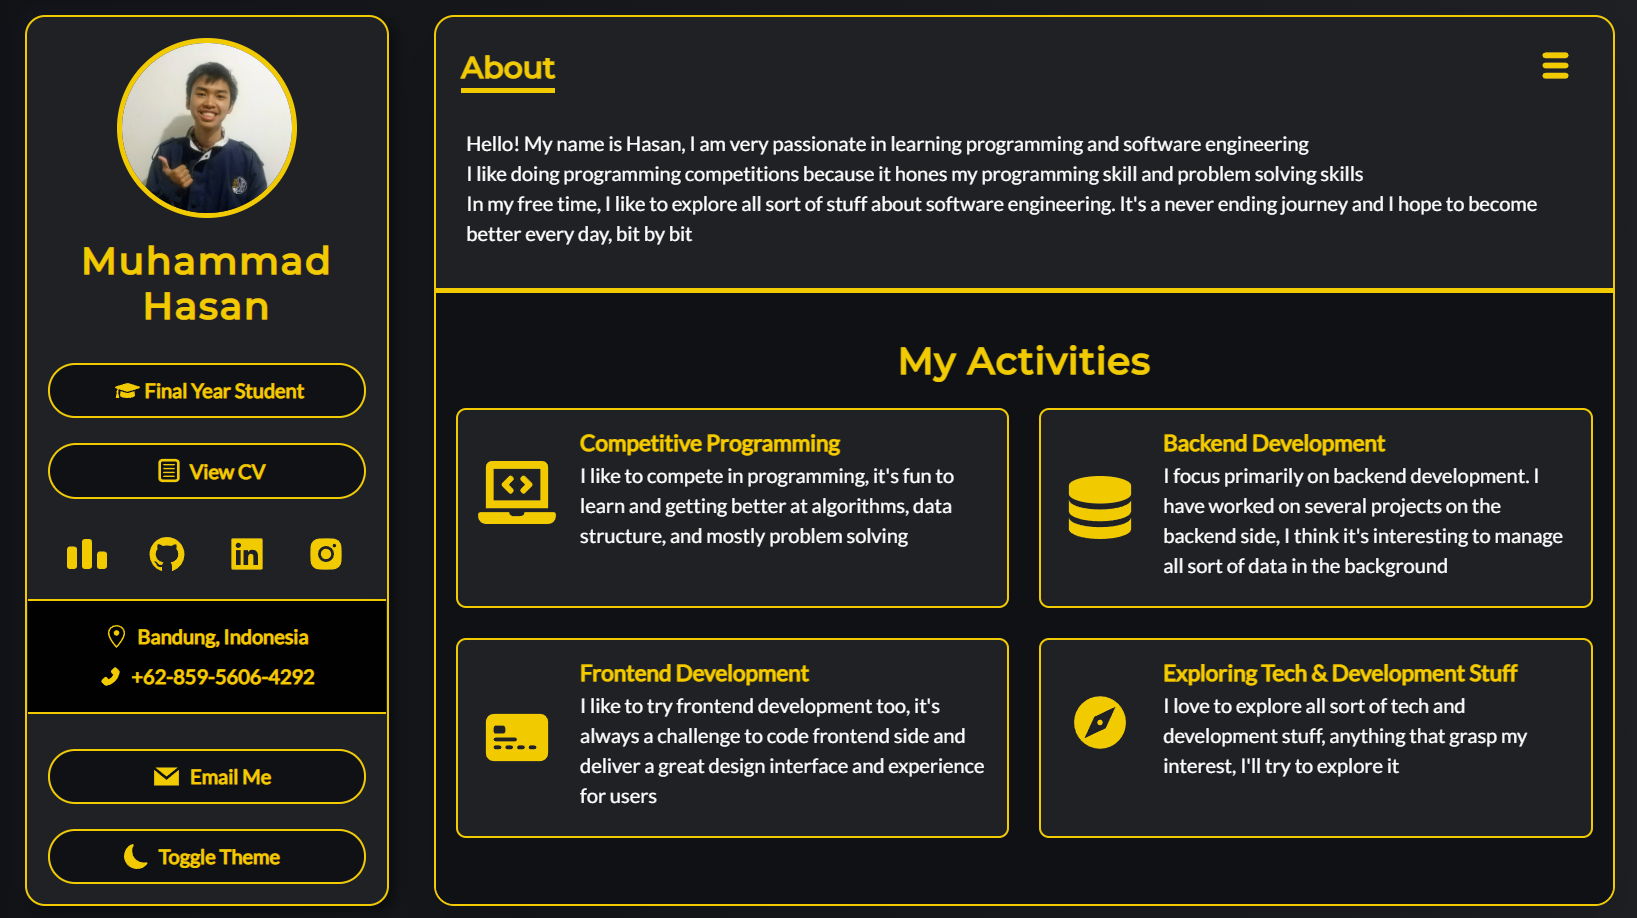 Muhammad
Hasan
Final Year Student
View CV
Bandung, Indonesia
+62-859-5606-4292
Email Me
Toggle Theme
About
Hello! My name is Hasan, I am very passionate in learning programming and software engineering
I like doing programming competitions because it hones my programming skill and problem solving skills
In my free time, I like to explore all sort of stuff about software engineering. It's a never ending journey and I hope to become
better every day, bit by bit
My Activities
Competitive Programming
I like to compete in programming, it's fun to
learn and getting better at algorithms, data
structure, and mostly problem solving
Backend Development
I focus primarily on backend development. I
have worked on several projects on the
backend side, I think it's interesting to manage
all sort of data in the background
Frontend Development
I like to try frontend development too, it's
always a challenge to code frontend side and
deliver a great design interface and experience
for users
Exploring Tech & Development Stuff
I love to explore all sort of tech and
development stuff, anything that grasp my
interest, I'll try to explore it